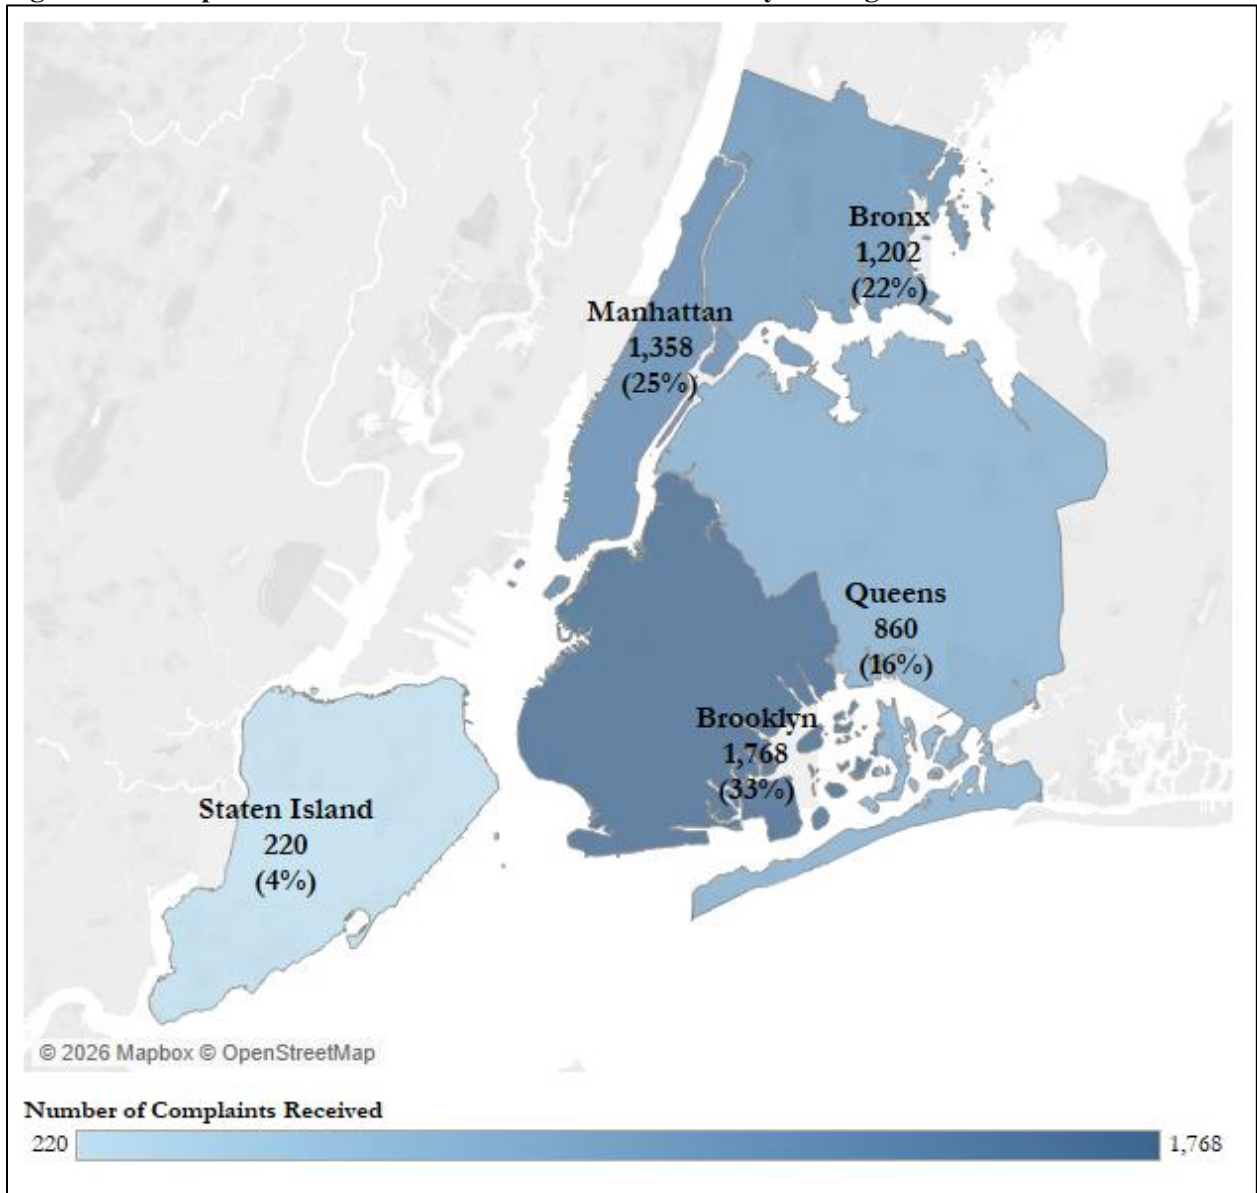 Bronx
1,202
(22%)
Manhattan
1,358
(25%)
Queens
860
(16%)
Brooklyn
1,768
(33%)
Staten Island
220
(4%)
© 2026 Mapbox © OpenStreetMap
Number of Complaints Received
220 1,768